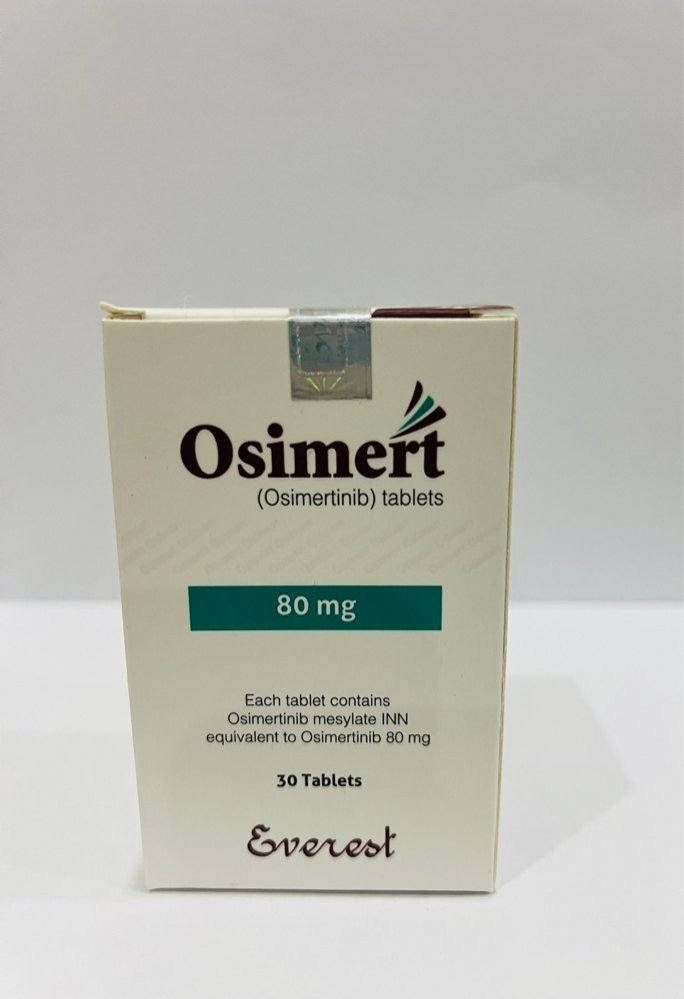 Osimert
(Osimertinib) tablets
80 mg
Each tablet contains
Osimertinib mesylate INN
equivalent to Osimertinib 80 mg
30 Tablets
Everest